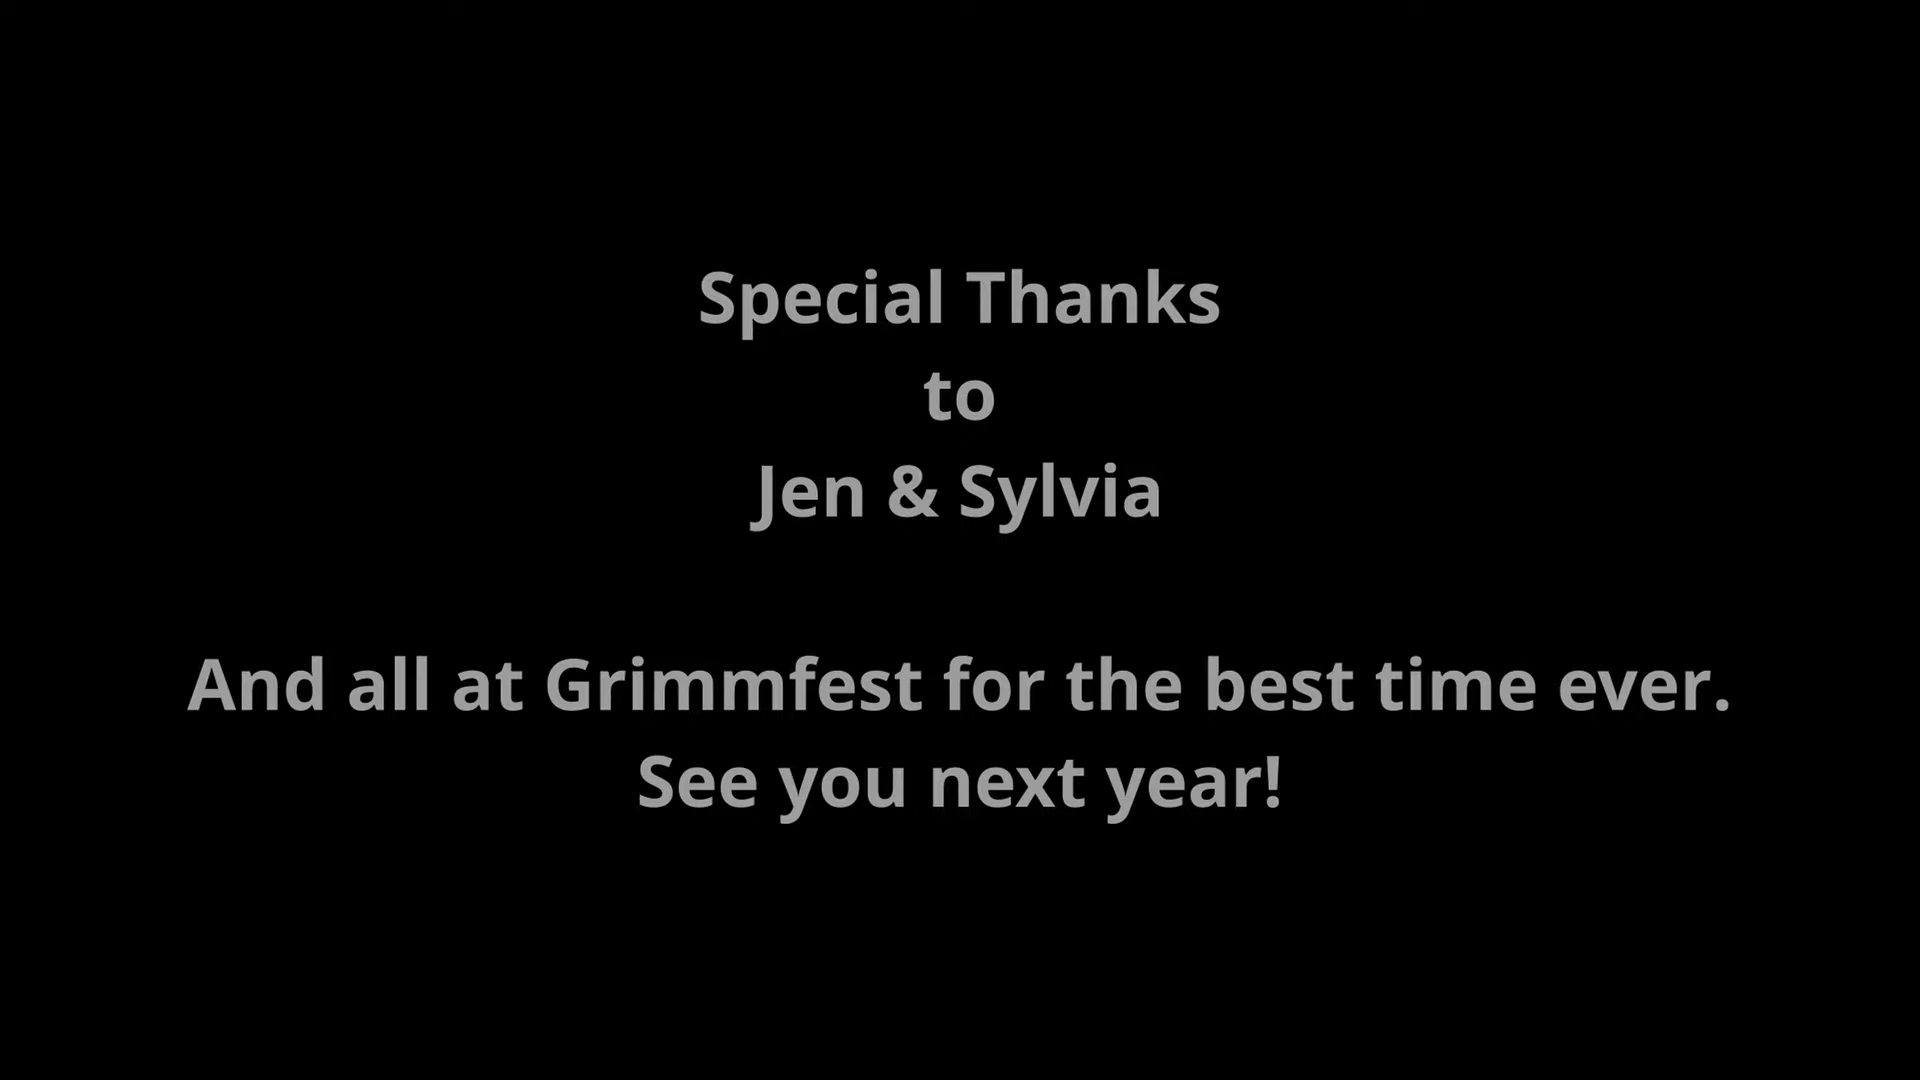 Special Thanks
to
Jen & Sylvia
And all at Grimmfest for the best time ever.
See you next year!